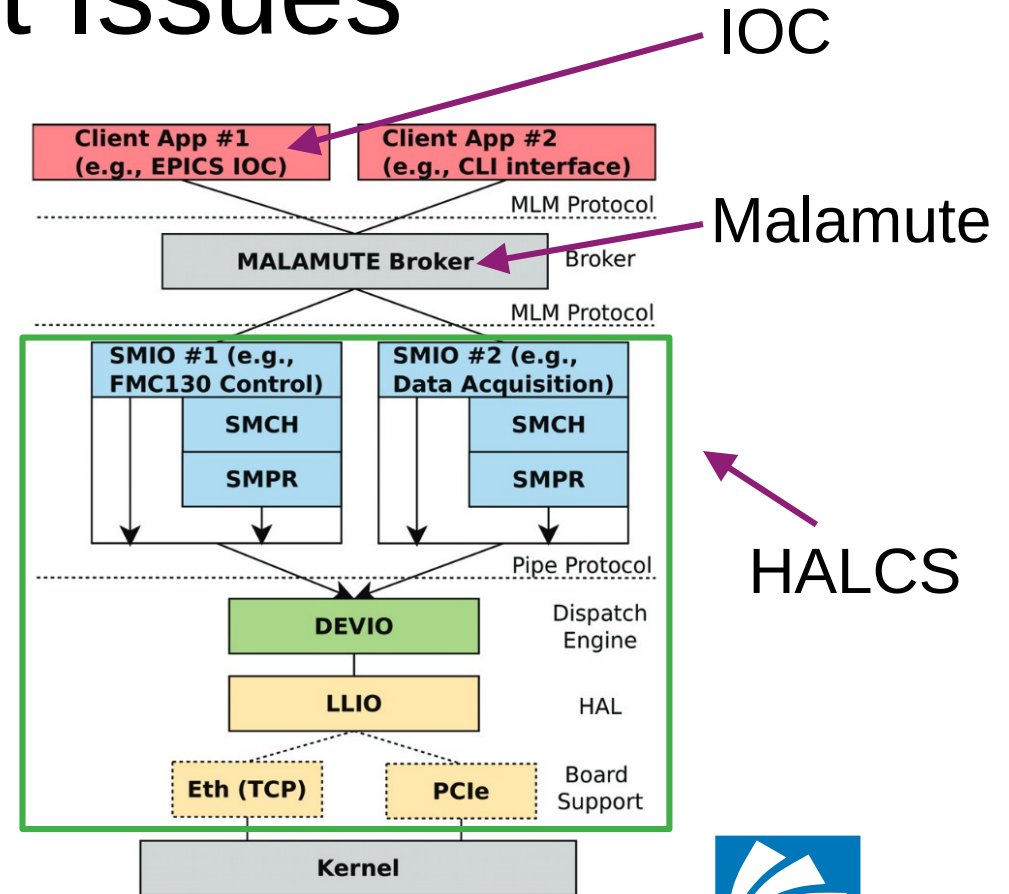 t Issues
IOC
Client App #1
(e.g., EPICS IOC)
Client App #2
(e.g., CLI interface)
MLM Protocol
Malamute
MALAMUTE Broker
Broker
MLM Protocol
SMIO #1 (e.g.,
FMC130 Control)
SMIO #2 (e.g.,
Data Acquisition)
SMCH
SMCH
SMPR
SMPR
HALCS
Pipe Protocol
DEVIO
Dispatch
Engine
LLIO
HAL
Eth (TCP)
PCIe
Board
Support
Kernel